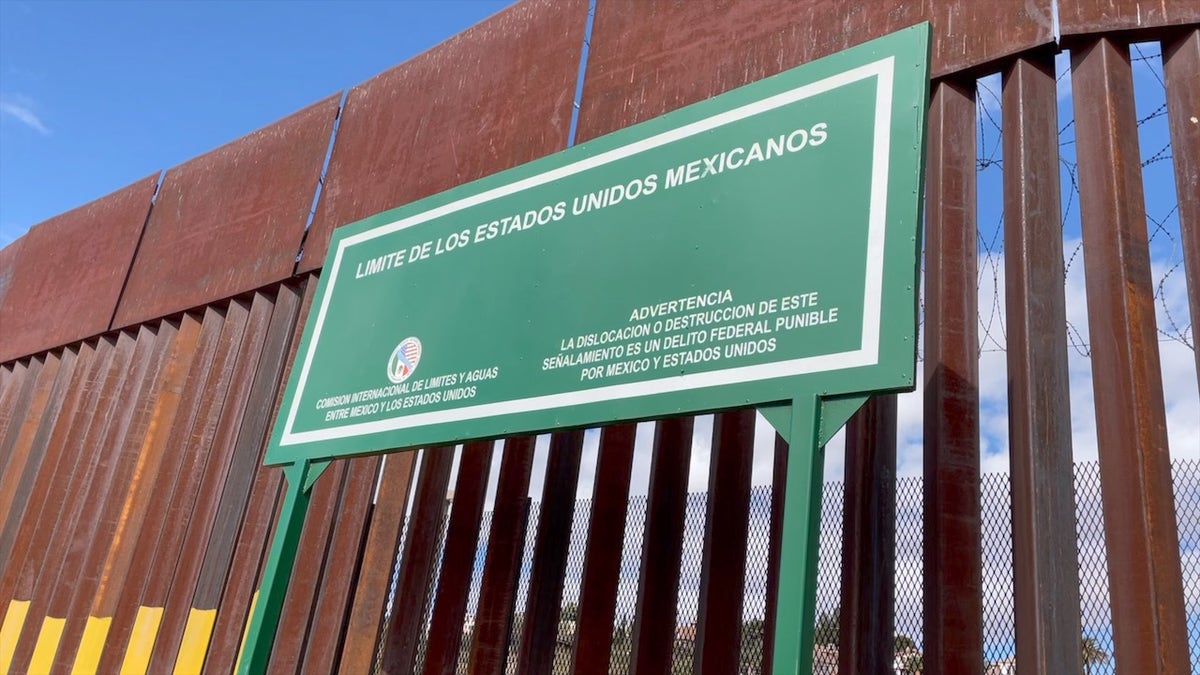 LIMITE DE LOS ESTADOS UNIDOS MEXICANOS
ADVERTENCIA
LA DISLOCACION O DESTRUCCION DE ESTE
SEÑALAMIENTO ES UN DELITO FEDERAL PUNIBLE
POR MEXICO Y ESTADOS UNIDOS
COMISION INTERNACIONAL DE LIMITES Y AGUAS
ENTRE MEXICO Y LOS ESTADOS UNIDOS